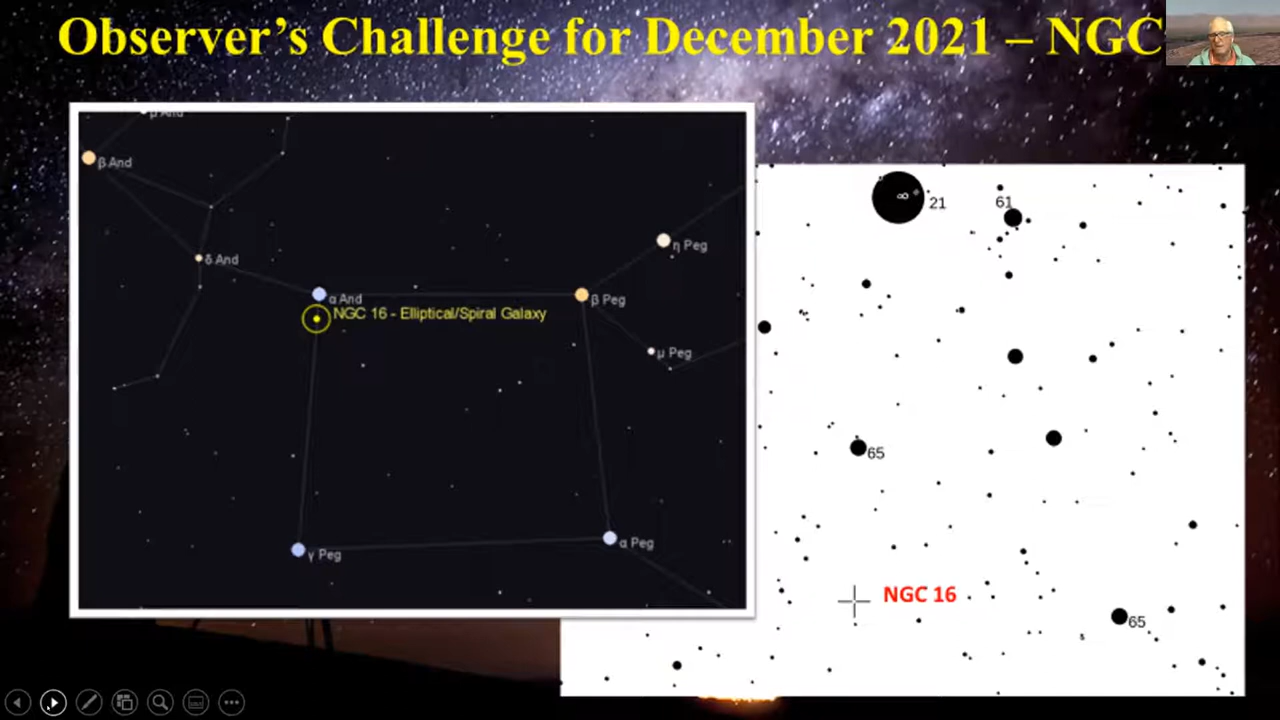 Observer's Challenge for December 2021 – NGC
μ And
β And
δ And
α And
NGC 16 - Elliptical/Spiral Galaxy
η Peg
β Peg
μ Peg
γ Peg
α Peg
21
61
65
NGC 16
65